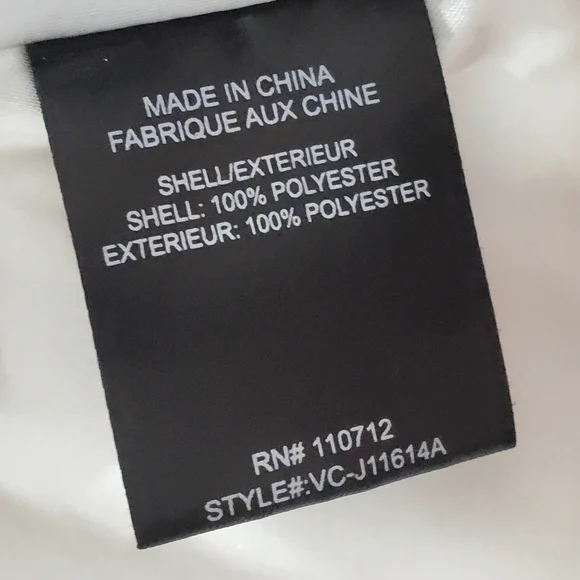 MADE IN CHINA
FABRIQUE AUX CHINE
SHELL/EXTERIEUR
SHELL: 100% POLYESTER
EXTERIEUR: 100% POLYESTER
RN# 110712
STYLE#:VC-J11614A